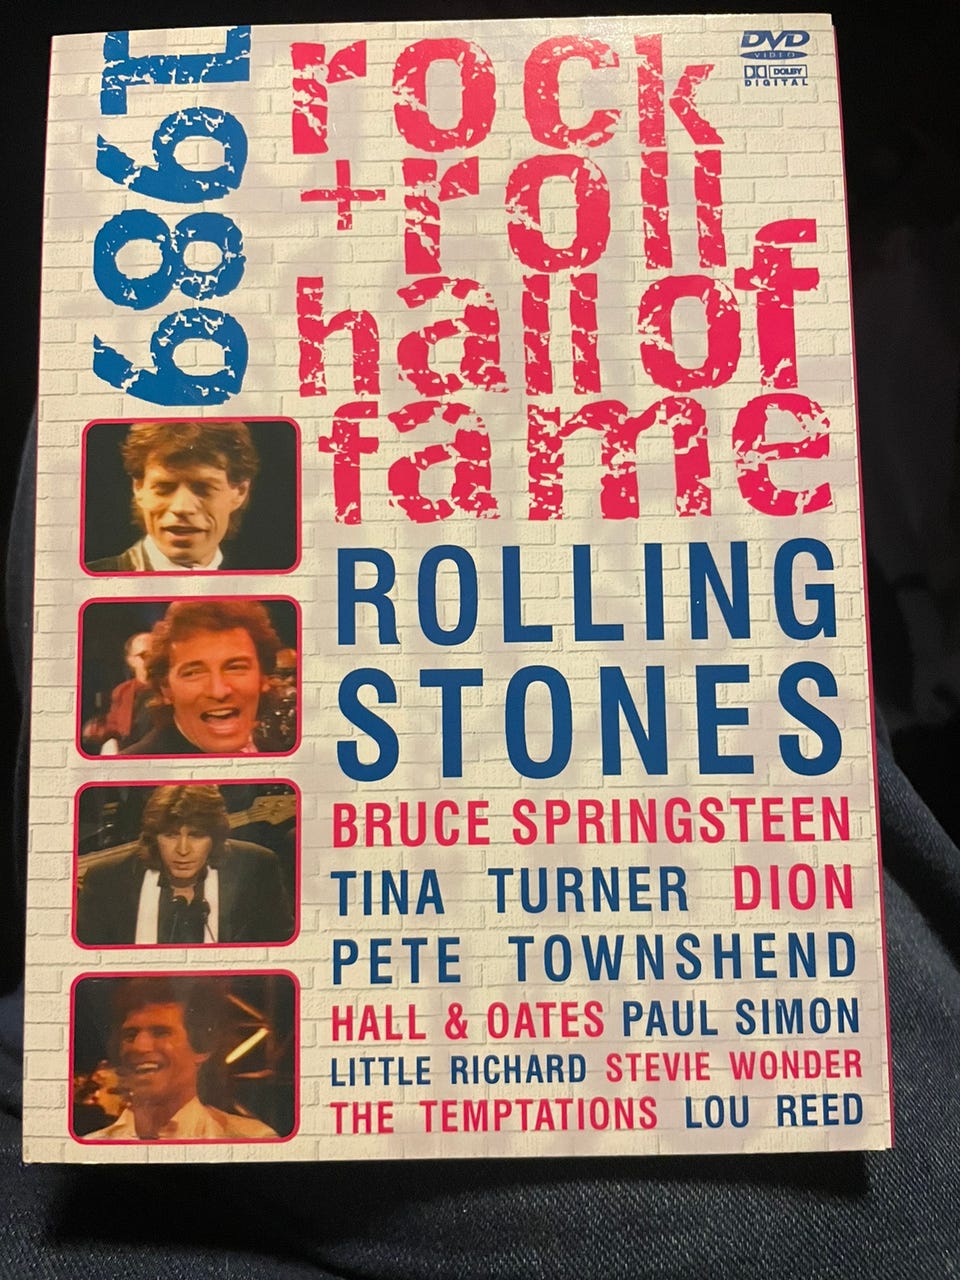 1989
rock
+roll
hall of
fame
DVD
VIDEO
DOLBY
DIGITAL
ROLLING
STONES
BRUCE SPRINGSTEEN
TINA TURNER DION
PETE TOWNSHEND
HALL & OATES PAUL SIMON
LITTLE RICHARD STEVIE WONDER
THE TEMPTATIONS LOU REED